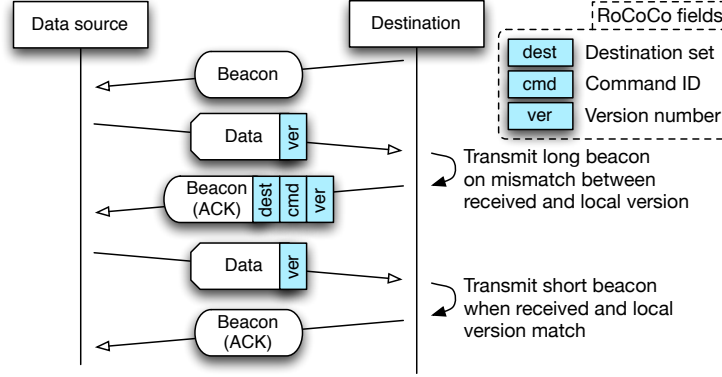 Data source
Destination
RoCoCo fields
dest Destination set
cmd Command ID
ver Version number
Beacon
Data ver
Transmit long beacon
on mismatch between
received and local version
Beacon
(ACK) dest cmd ver
Data ver
Transmit short beacon
when received and local
version match
Beacon
(ACK)